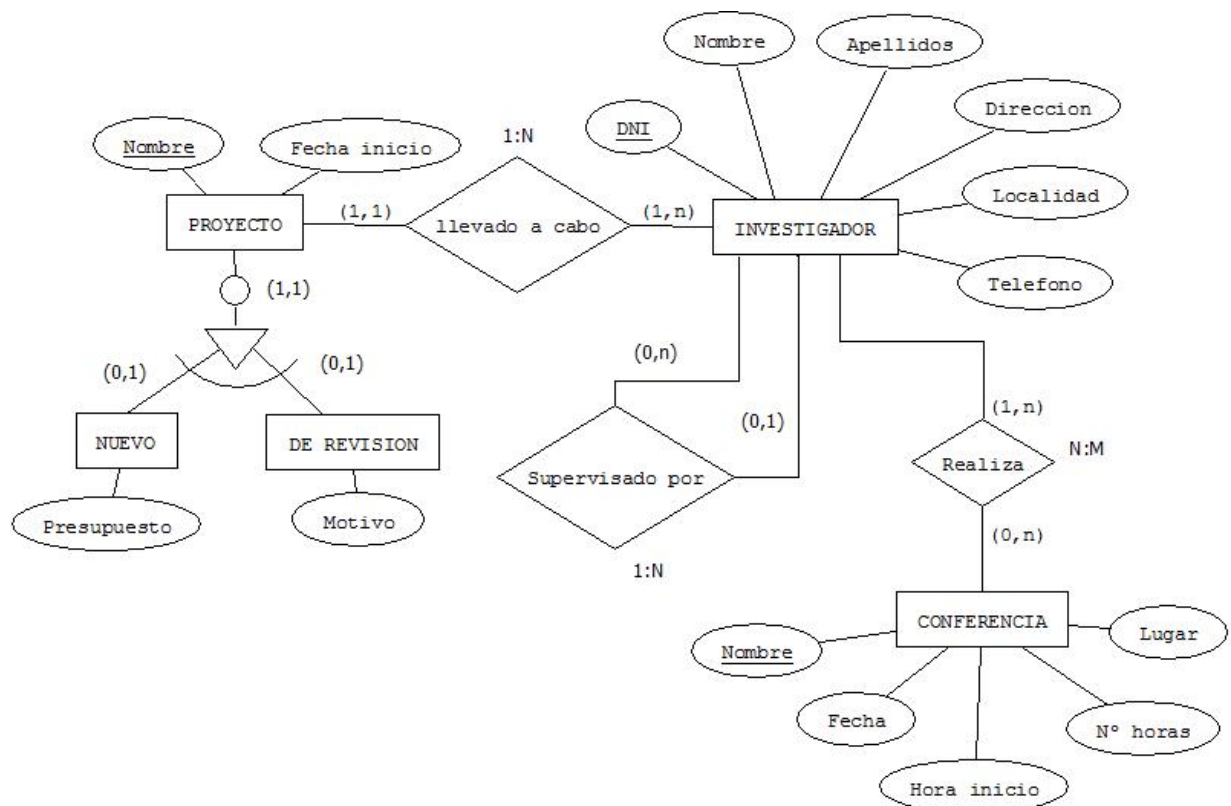 Nombre
Apellidos
Direccion
DNI
1:N
Nombre
Fecha inicio
Localidad
PROYECTO
(1,1)
llevado a cabo
(1,n)
INVESTIGADOR
Telefono
(1,1)
(0,n)
(0,1)
(0,1)
(0,1)
(1,n)
NUEVO
DE REVISION
N:M
Realiza
Supervisado por
Presupuesto
Motivo
(0,n)
1:N
CONFERENCIA
Lugar
Nombre
Fecha
Nº horas
Hora inicio